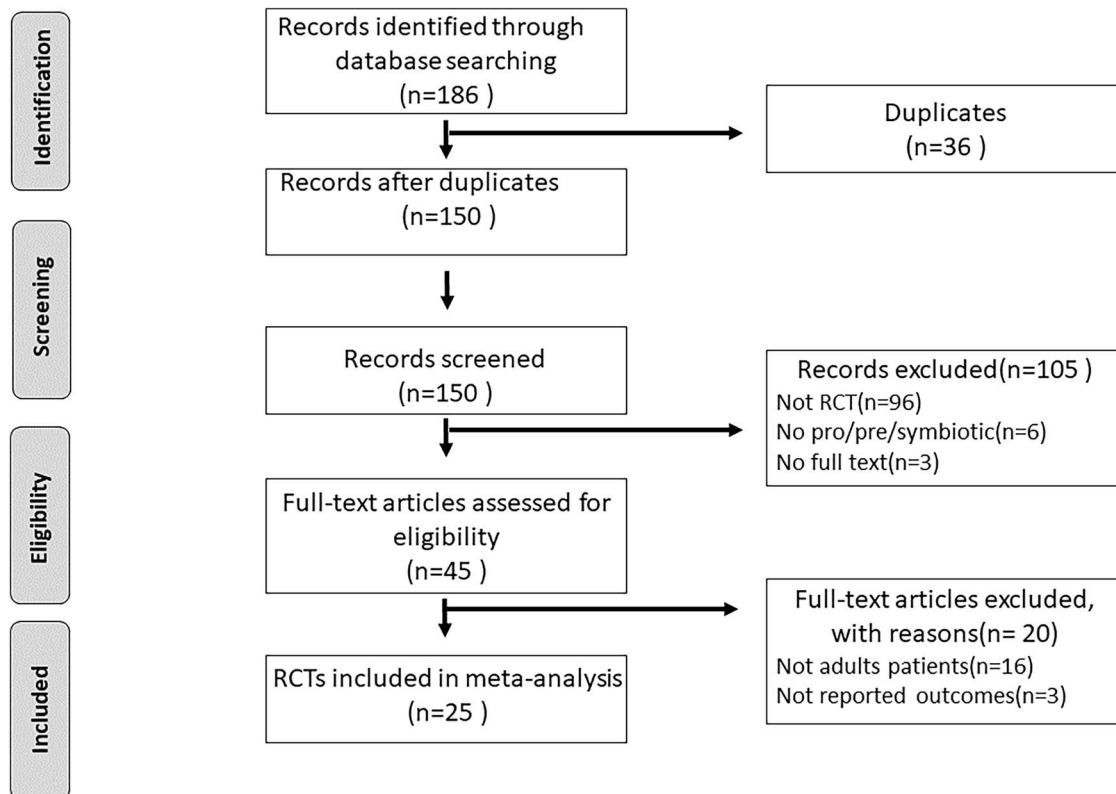 Identification
Records identified through
database searching
(n=186 )
Duplicates
(n=36 )
Records after duplicates
(n=150 )
Screening
Records screened
(n=150 )
Records excluded(n=105 )
Not RCT(n=96)
No pro/pre/symbiotic(n=6)
No full text(n=3)
Eligibility
Full-text articles assessed for
eligibility
(n=45 )
Full-text articles excluded,
with reasons(n= 20)
Not adults patients(n=16)
Not reported outcomes(n=3)
Included
RCTs included in meta-analysis
(n=25 )